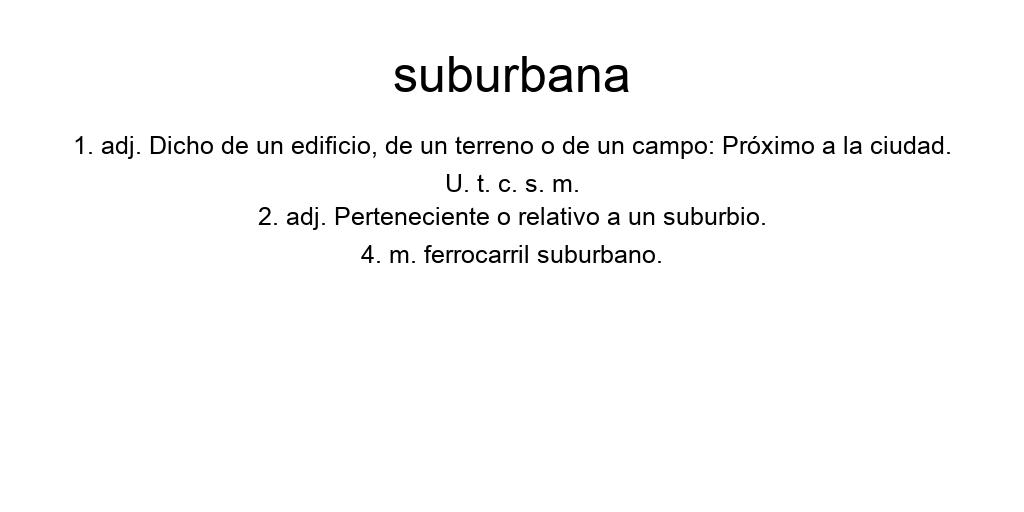 suburbana
1. adj. Dicho de un edificio, de un terreno o de un campo: Próximo a la ciudad.
U. t. c. s. m.
2. adj. Perteneciente o relativo a un suburbio.
4. m. ferrocarril suburbano.